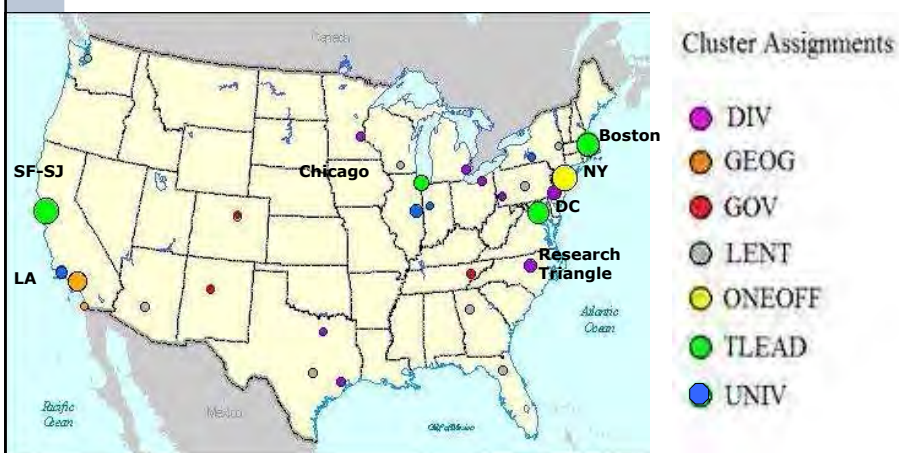 Canada
Boston
SF-SJ
Chicago
NY
DC
LA
Research
Triangle
Atlantic
Ocean
Pacific
Ocean
Mexico
Gulf of Mexico
Cluster Assignments
DIV
GEOG
GOV
LENT
ONEOFF
TLEAD
UNIV